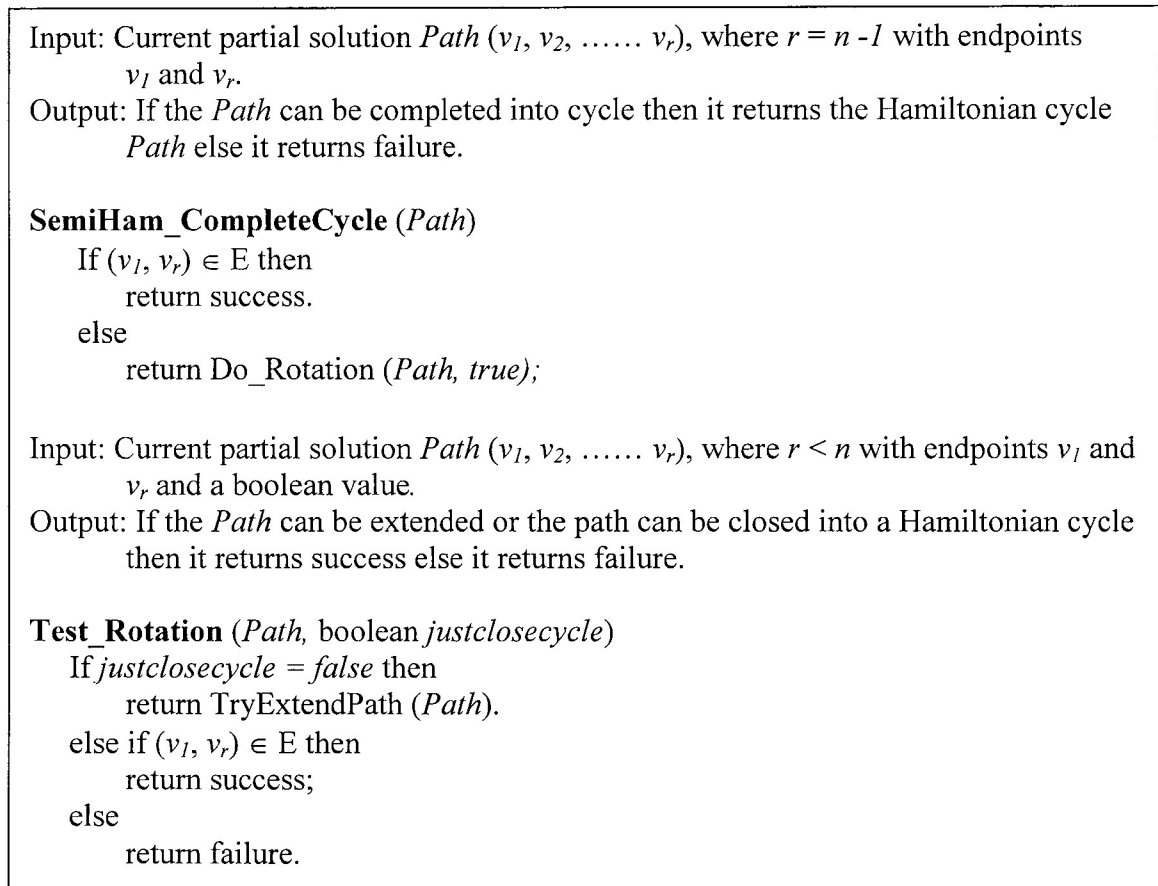 Input: Current partial solution Path (v1, v2, ...... vr), where r = n -1 with endpoints
v1 and vr.
Output: If the Path can be completed into cycle then it returns the Hamiltonian cycle
Path else it returns failure.
SemiHam_CompleteCycle (Path)
If (v1, vr) ∈ E then
return success.
else
return Do_Rotation (Path, true);
Input: Current partial solution Path (v1, v2, ...... vr), where r < n with endpoints v1 and
vr and a boolean value.
Output: If the Path can be extended or the path can be closed into a Hamiltonian cycle
then it returns success else it returns failure.
Test_Rotation (Path, boolean justclosecycle)
If justclosecycle = false then
return TryExtendPath (Path).
else if (v1, vr) ∈ E then
return success;
else
return failure.